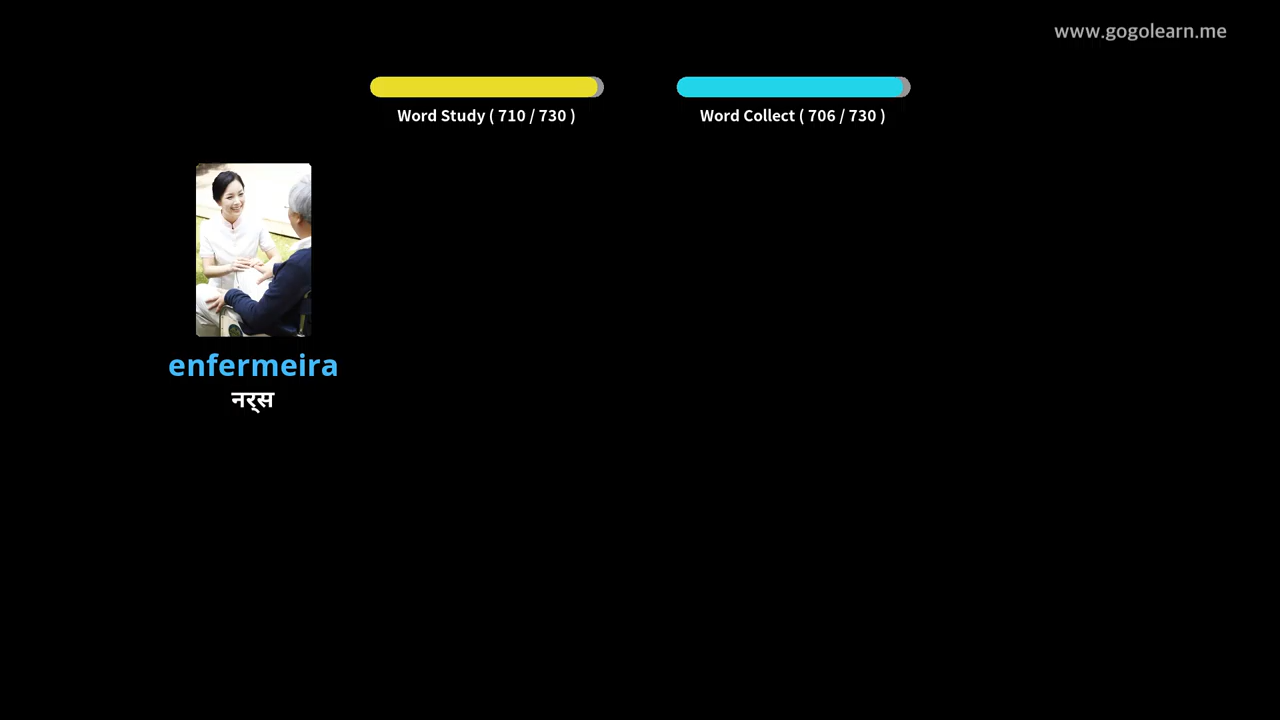 www.gogolearn.me
Word Study ( 710 / 730 )
Word Collect ( 706 / 730 )
enfermeira
नर्स